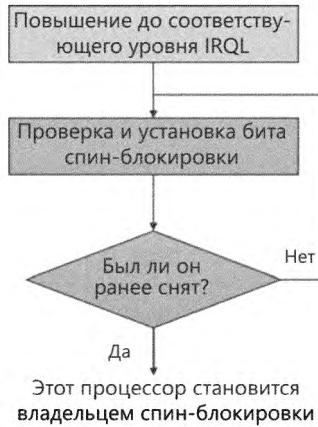 Повышение до соответству-
ющего уровня IRQL
Проверка и установка бита
спин-блокировки
Был ли он
ранее снят?
Нет
Да
Этот процессор становится
владельцем спин-блокировки